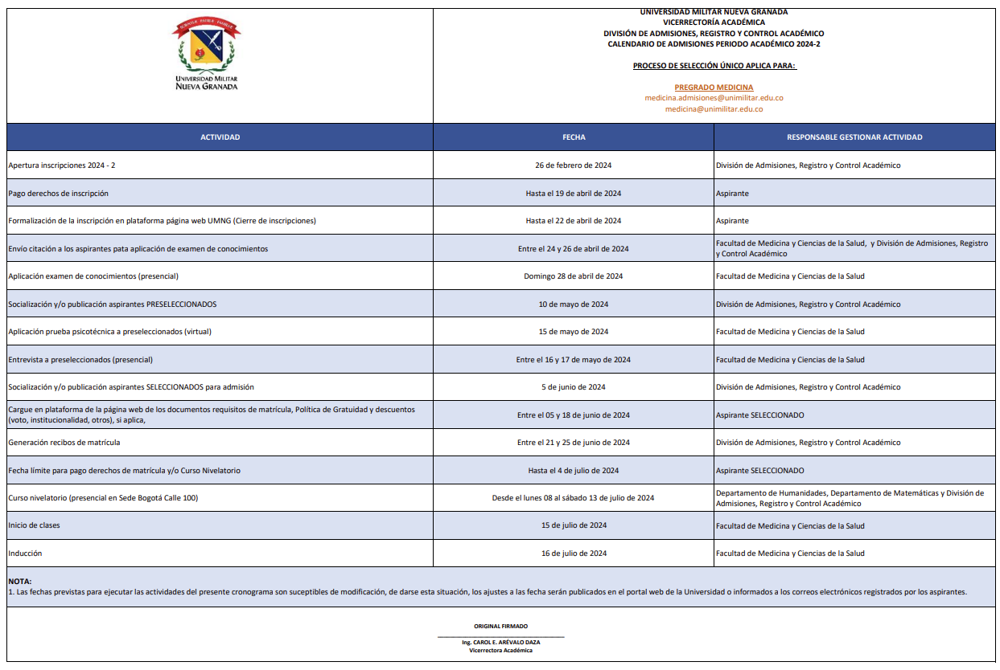 SCIENTIAE PATRIAE FAMILIAE
UNIVERSIDAD MILITAR
NUEVA GRANADA
UNIVERSIDAD MILITAR NUEVA GRANADA
VICERRECTORÍA ACADÉMICA
DIVISIÓN DE ADMISIONES, REGISTRO Y CONTROL ACADÉMICO
CALENDARIO DE ADMISIONES PERIODO ACADÉMICO 2024-2
PROCESO DE SELECCIÓN ÚNICO APLICA PARA:
PREGRADO MEDICINA
medicina.admisiones@unimilitar.edu.co
medicina@unimilitar.edu.co
ACTIVIDAD FECHA RESPONSABLE GESTIONAR ACTIVIDAD
Apertura inscripciones 2024 - 2 26 de febrero de 2024 División de Admisiones, Registro y Control Académico
Pago derechos de inscripción Hasta el 19 de abril de 2024 Aspirante
Formalización de la inscripción en plataforma página web UMNG (Cierre de inscripciones) Hasta el 22 de abril de 2024 Aspirante
Envío citación a los aspirantes pata aplicación de examen de conocimientos Entre el 24 y 26 de abril de 2024 Facultad de Medicina y Ciencias de la Salud, y División de Admisiones, Registro
y Control Académico
Aplicación examen de conocimientos (presencial) Domingo 28 de abril de 2024 Facultad de Medicina y Ciencias de la Salud
Socialización y/o publicación aspirantes PRESELECCIONADOS 10 de mayo de 2024 División de Admisiones, Registro y Control Académico
Aplicación prueba psicotécnica a preseleccionados (virtual) 15 de mayo de 2024 Facultad de Medicina y Ciencias de la Salud
Entrevista a preseleccionados (presencial) Entre el 16 y 17 de mayo de 2024 Facultad de Medicina y Ciencias de la Salud
Socialización y/o publicación aspirantes SELECCIONADOS para admisión 5 de junio de 2024 División de Admisiones, Registro y Control Académico
Cargue en plataforma de la página web de los documentos requisitos de matrícula, Política de Gratuidad y descuentos
(voto, institucionalidad, otros), si aplica, Entre el 05 y 18 de junio de 2024 Aspirante SELECCIONADO
Generación recibos de matrícula Entre el 21 y 25 de junio de 2024 División de Admisiones, Registro y Control Académico
Fecha límite para pago derechos de matrícula y/o Curso Nivelatorio Hasta el 4 de julio de 2024 Aspirante SELECCIONADO
Curso nivelatorio (presencial en Sede Bogotá Calle 100) Desde el lunes 08 al sábado 13 de julio de 2024 Departamento de Humanidades, Departamento de Matemáticas y División de
Admisiones, Registro y Control Académico
Inicio de clases 15 de julio de 2024 Facultad de Medicina y Ciencias de la Salud
Inducción 16 de julio de 2024 Facultad de Medicina y Ciencias de la Salud
NOTA:
1. Las fechas previstas para ejecutar las actividades del presente cronograma son suceptibles de modificación, de darse esta situación, los ajustes a las fecha serán publicados en el portal web de la Universidad o informados a los correos electrónicos registrados por los aspirantes.
ORIGINAL FIRMADO
Ing. CAROL E. ARÉVALO DAZA
Vicerrectora Académica